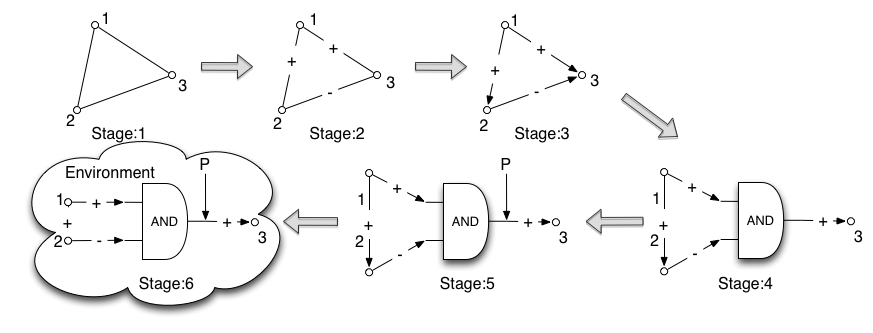 1
2
3
Stage:1
1
+
+
-
2
3
Stage:2
1
+
+
-
2
3
Stage:3
Environment
P
1 + AND + 3
+
2 -
Stage:6
P
1 + AND + 3
+
2 -
Stage:5
1 + AND + 3
+
2 -
Stage:4